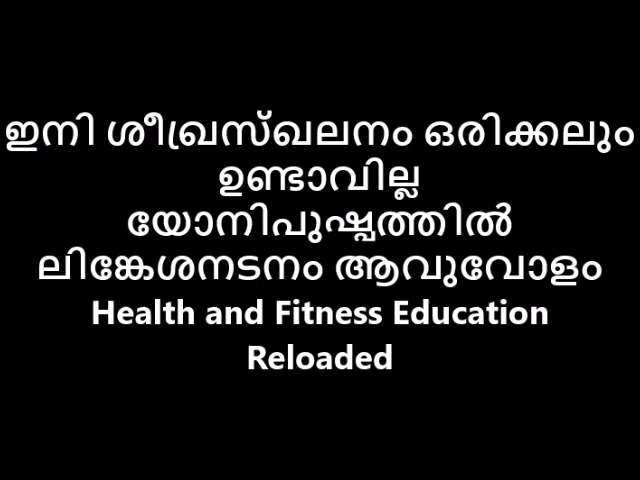 ഇനി ശീഖ്രസ്ഖലനം ഒരിക്കലും
ഉണ്ടാവില്ല
യോനിപുഷ്പത്തിൽ
ലിങ്കേശനടനം ആവുവോളം
Health and Fitness Education
Reloaded